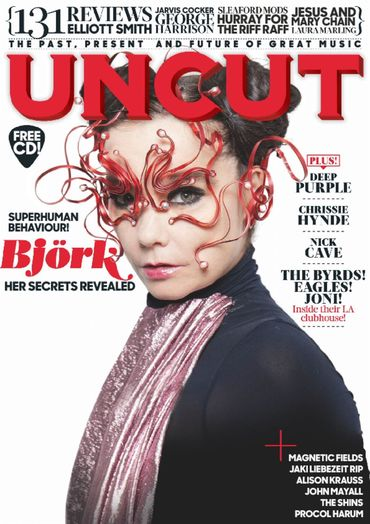 131 REVIEWS
ELLIOTT SMITH
JARVIS COCKER
GEORGE
HARRISON
SLEAFORD MODS
HURRAY FOR
THE RIFF RAFF
JESUS AND
MARY CHAIN
LAURA MARLING
THE PAST, PRESENT AND FUTURE OF GREAT MUSIC
UNCUT
FREE
CD!
SUPERHUMAN
BEHAVIOUR!
Björk
HER SECRETS REVEALED
PLUS!
DEEP
PURPLE
CHRISSIE
HYNDE
NICK
CAVE
THE BYRDS!
EAGLES!
JONI!
Inside their LA
clubhouse!
+
MAGNETIC FIELDS
JAKI LIEBEZEIT RIP
ALISON KRAUSS
JOHN MAYALL
THE SHINS
PROCOL HARUM